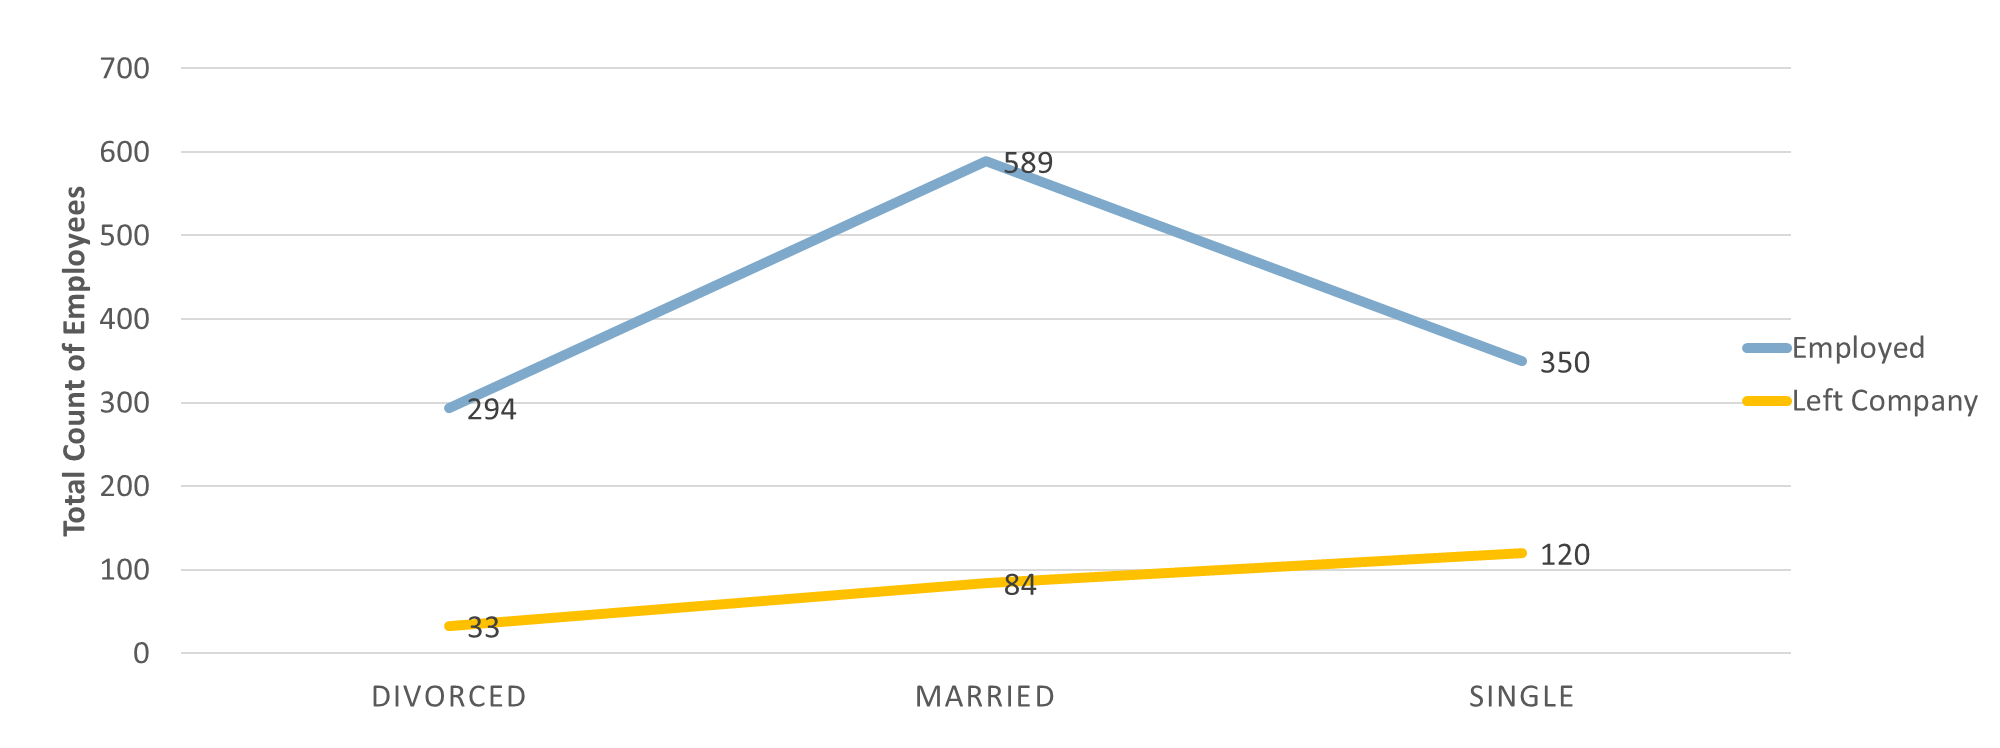 Total Count of Employees
700
600
500
400
300
200
100
0
589
294
350
33
84
120
DIVORCED
MARRIED
SINGLE
Employed
Left Company